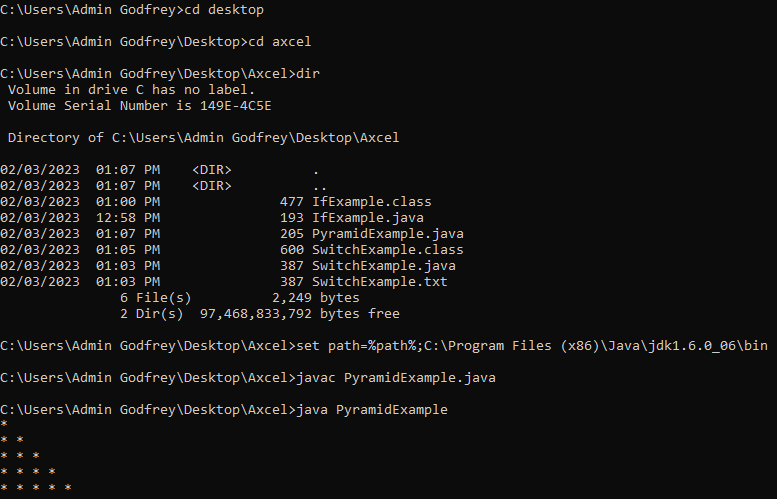 C:\Users\Admin Godfrey>cd desktop
C:\Users\Admin Godfrey\Desktop>cd axcel
C:\Users\Admin Godfrey\Desktop\Axcel>dir
 Volume in drive C has no label.
 Volume Serial Number is 149E-4C5E
 Directory of C:\Users\Admin Godfrey\Desktop\Axcel
02/03/2023  01:07 PM    <DIR>          .
02/03/2023  01:07 PM    <DIR>          ..
02/03/2023  01:00 PM               477 IfExample.class
02/03/2023  12:58 PM               193 IfExample.java
02/03/2023  01:07 PM               205 PyramidExample.java
02/03/2023  01:05 PM               600 SwitchExample.class
02/03/2023  01:03 PM               387 SwitchExample.java
02/03/2023  01:03 PM               387 SwitchExample.txt
               6 File(s)          2,249 bytes
               2 Dir(s)  97,468,833,792 bytes free
C:\Users\Admin Godfrey\Desktop\Axcel>set path=%path%;C:\Program Files (x86)\Java\jdk1.6.0_06\bin
C:\Users\Admin Godfrey\Desktop\Axcel>javac PyramidExample.java
C:\Users\Admin Godfrey\Desktop\Axcel>java PyramidExample
*
* *
* * *
* * * *
* * * * *